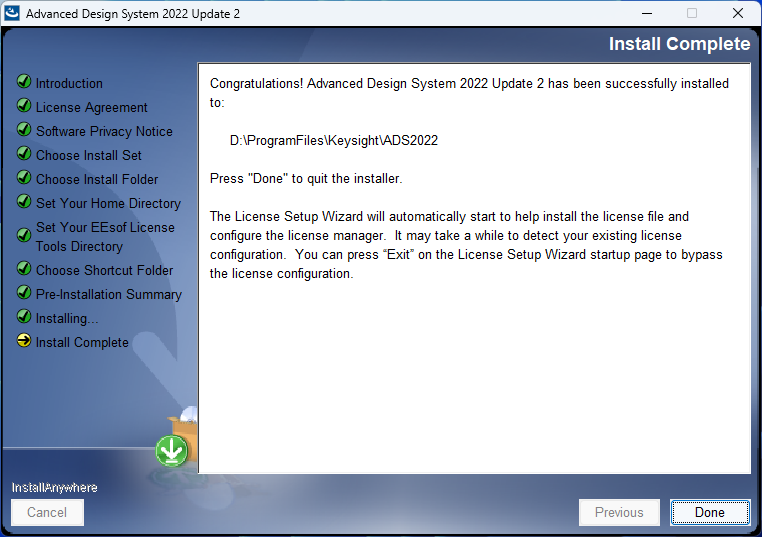 Advanced Design System 2022 Update 2
Install Complete
Introduction
License Agreement
Software Privacy Notice
Choose Install Set
Choose Install Folder
Set Your Home Directory
Set Your EEsof License
Tools Directory
Choose Shortcut Folder
Pre-Installation Summary
Installing...
Install Complete
Congratulations! Advanced Design System 2022 Update 2 has been successfully installed
to:
D:\ProgramFiles\Keysight\ADS2022
Press "Done" to quit the installer.
The License Setup Wizard will automatically start to help install the license file and
configure the license manager.  It may take a while to detect your existing license
configuration.  You can press “Exit” on the License Setup Wizard startup page to bypass
the license configuration.
InstallAnywhere
Cancel
Previous
Done